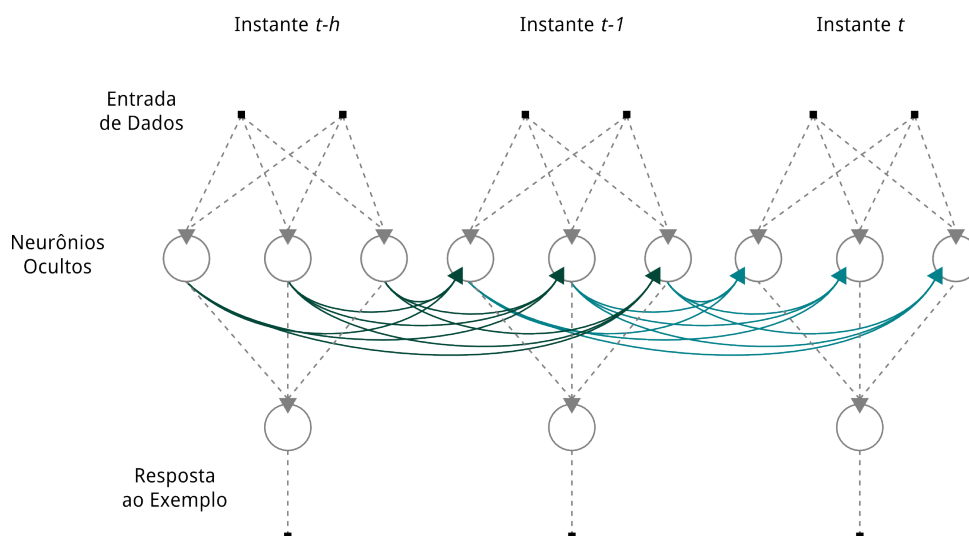 Instante t-h
Instante t-1
Instante t
Entrada
de Dados
Neurônios
Ocultos
Resposta
ao Exemplo